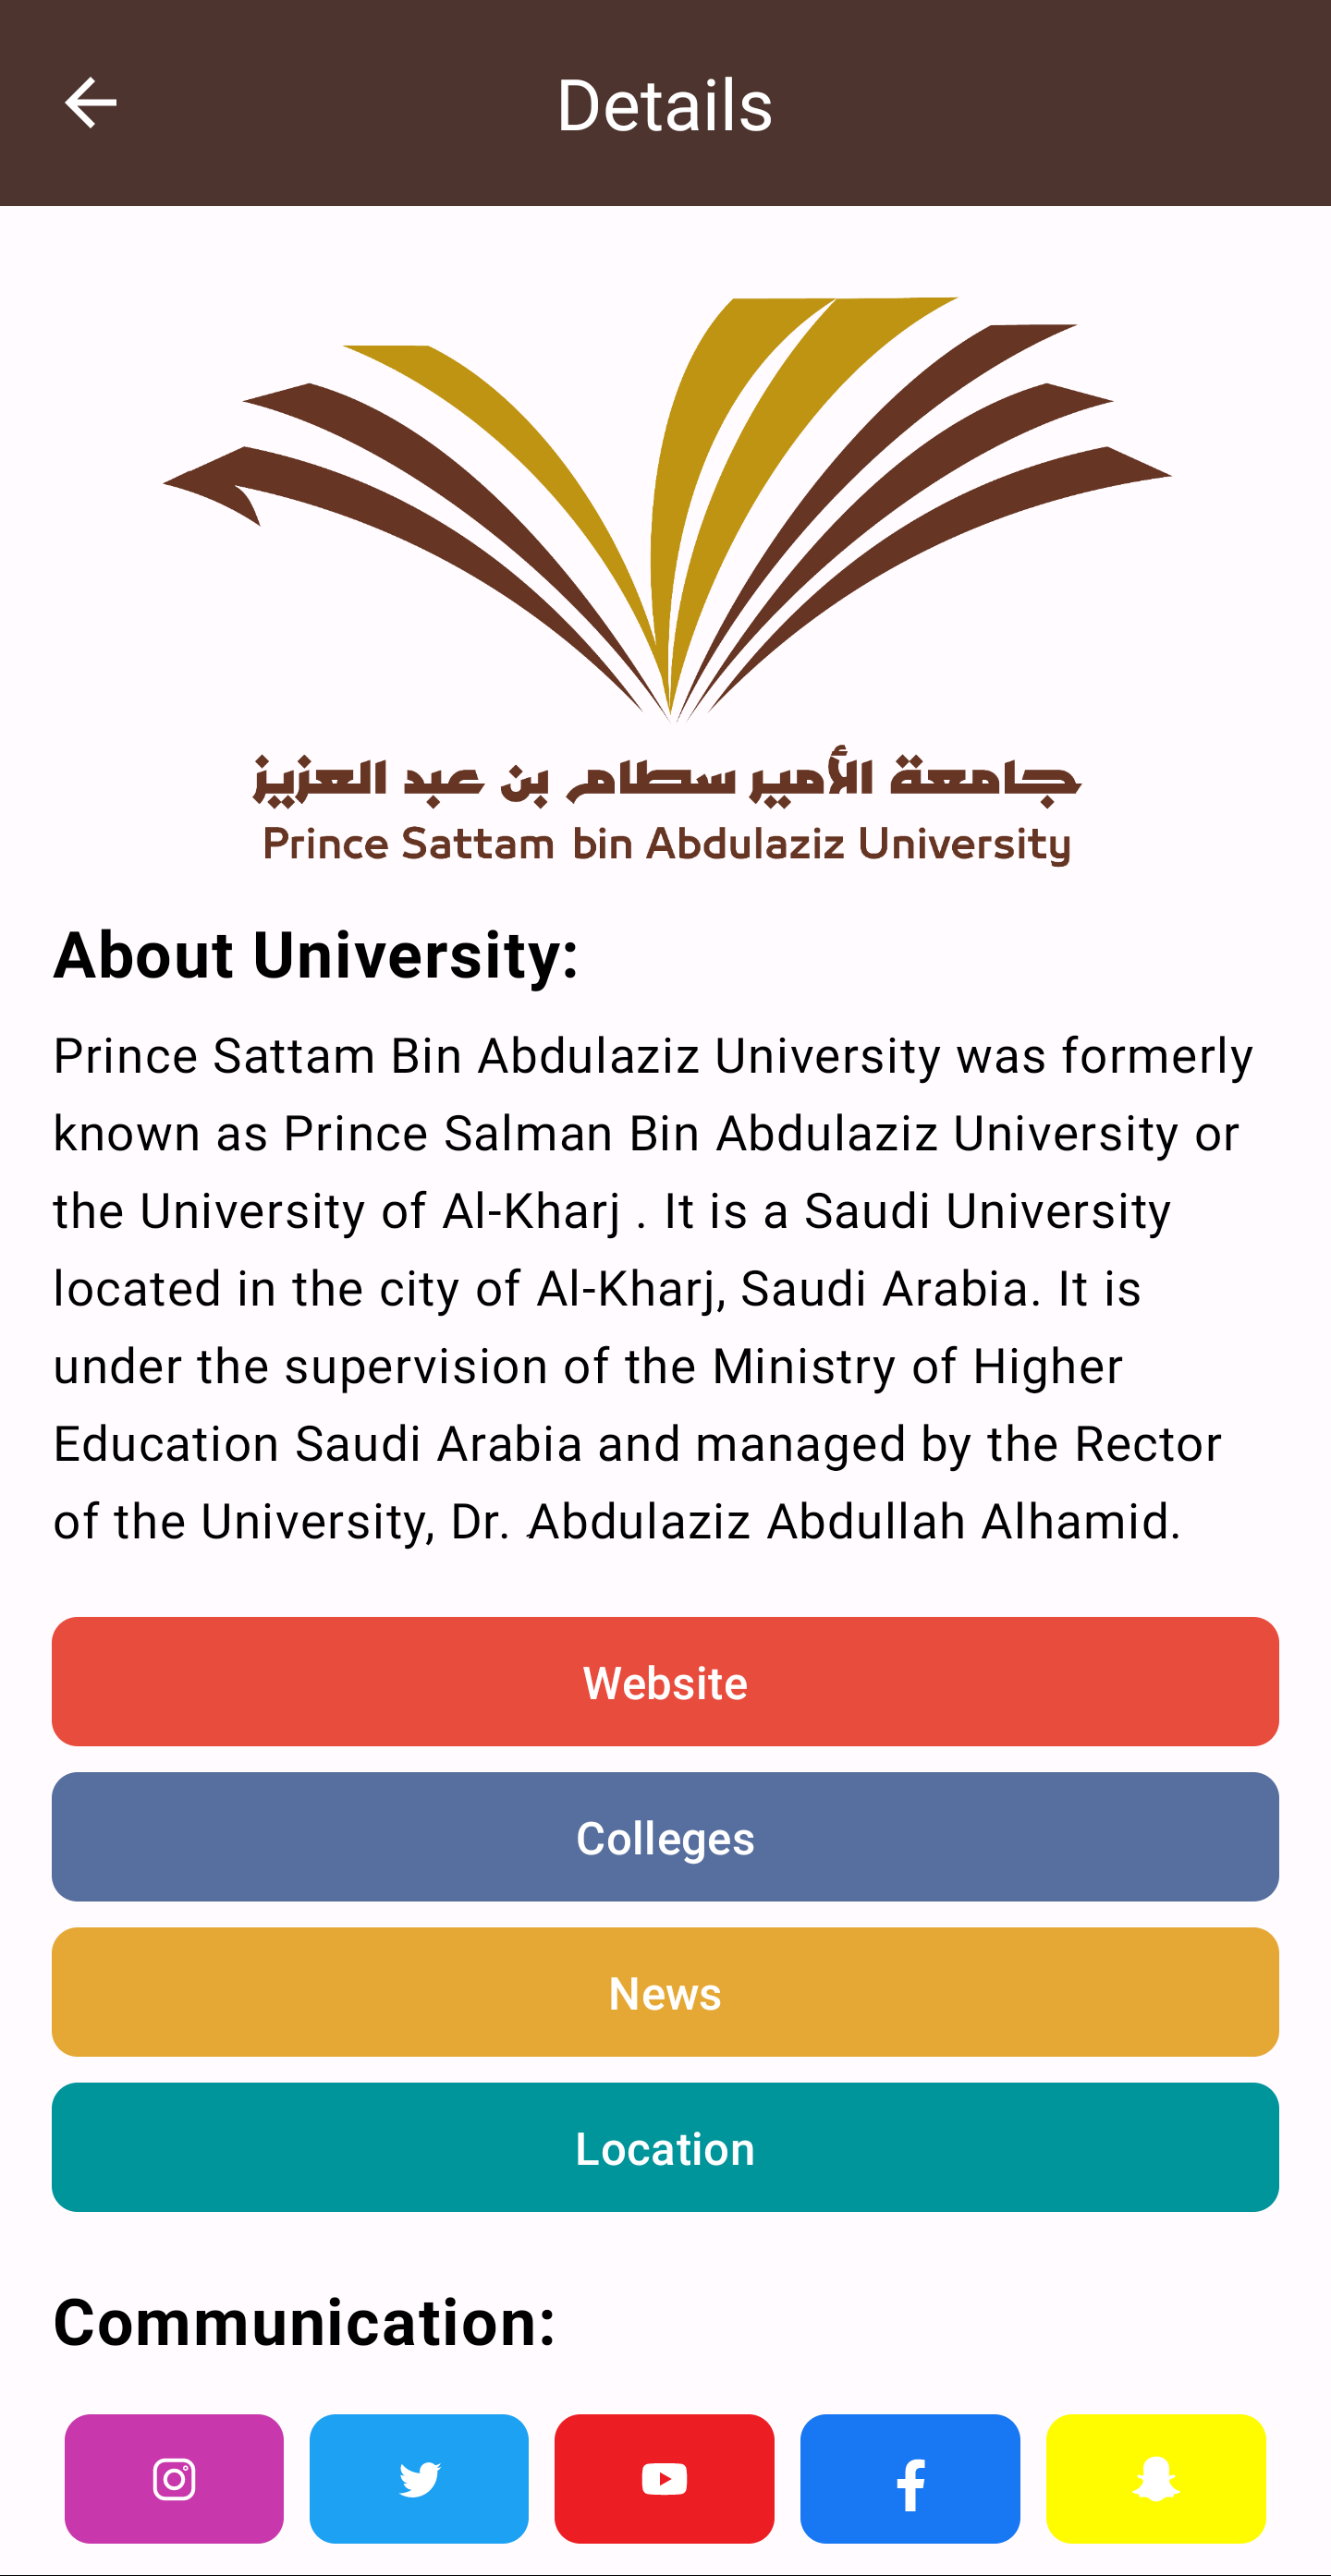 Details
جامعة الأمير سطام بن عبد العزيز
Prince Sattam bin Abdulaziz University
About University:
Prince Sattam Bin Abdulaziz University was formerly
known as Prince Salman Bin Abdulaziz University or
the University of Al-Kharj . It is a Saudi University
located in the city of Al-Kharj, Saudi Arabia. It is
under the supervision of the Ministry of Higher
Education Saudi Arabia and managed by the Rector
of the University, Dr. Abdulaziz Abdullah Alhamid.
Website
Colleges
News
Location
Communication: